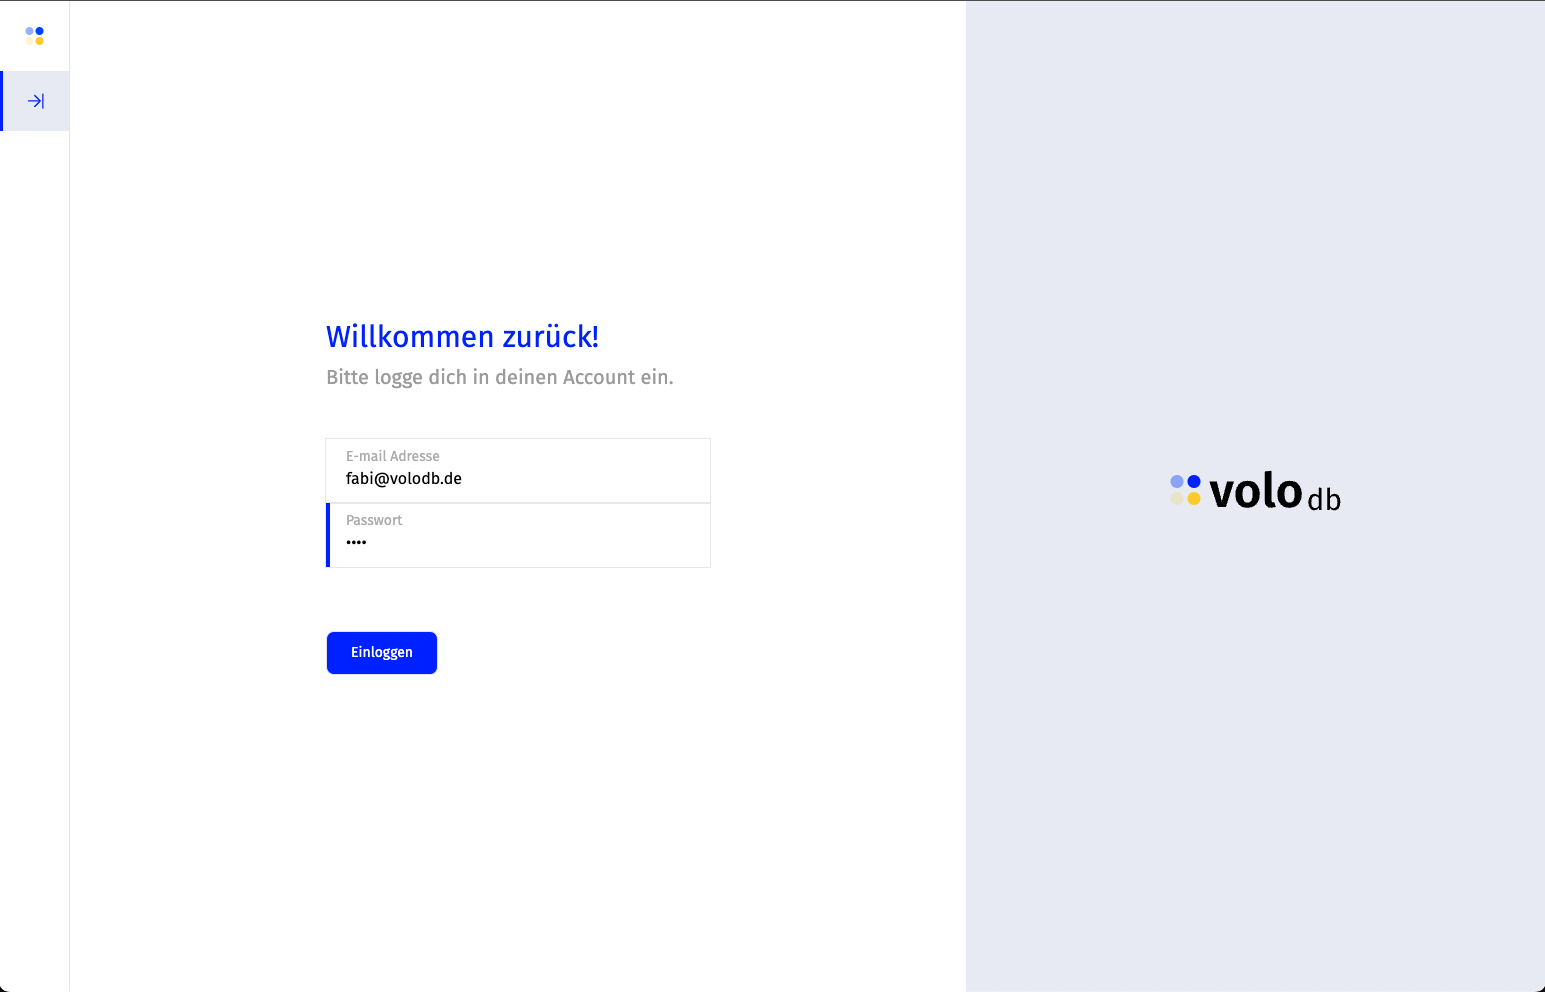 Willkommen zurück!
Bitte logge dich in deinen Account ein.
E-mail Adresse
fabi@volodb.de
Passwort
••••
Einloggen
volo db